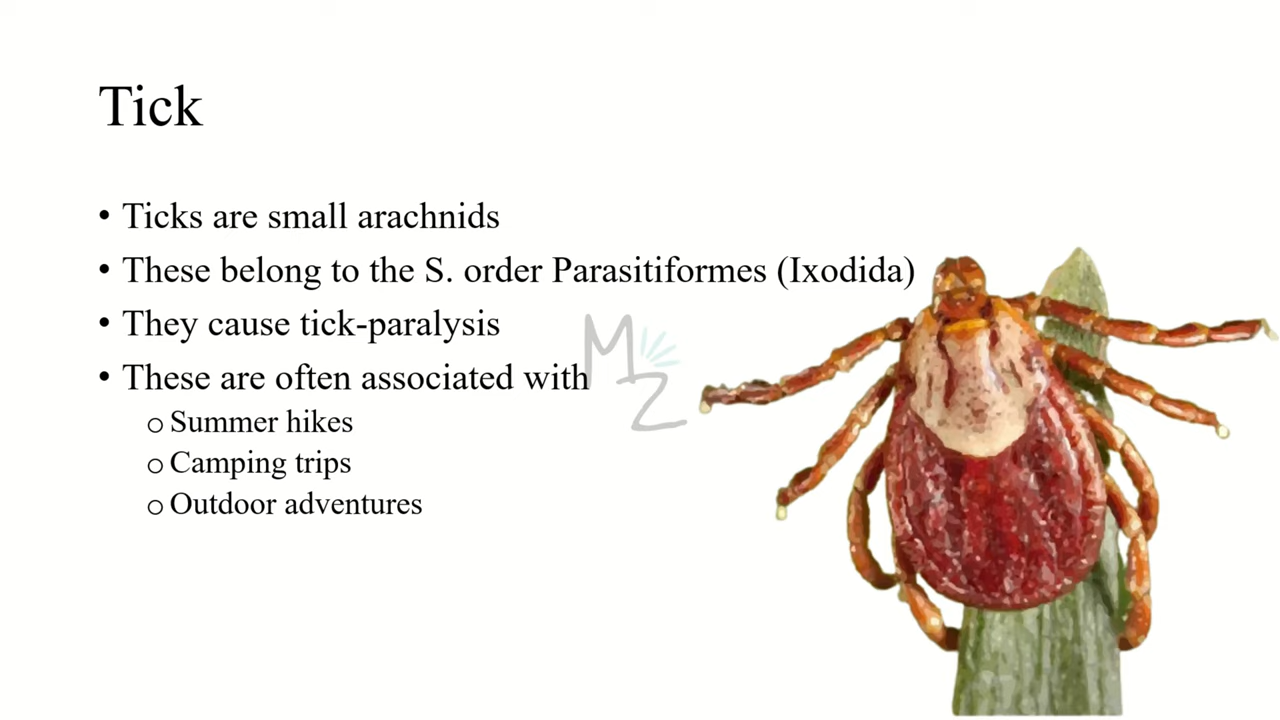 Tick
• Ticks are small arachnids
• These belong to the S. order Parasitiformes (Ixodida)
• They cause tick-paralysis
• These are often associated with
o Summer hikes
o Camping trips
o Outdoor adventures
MZ